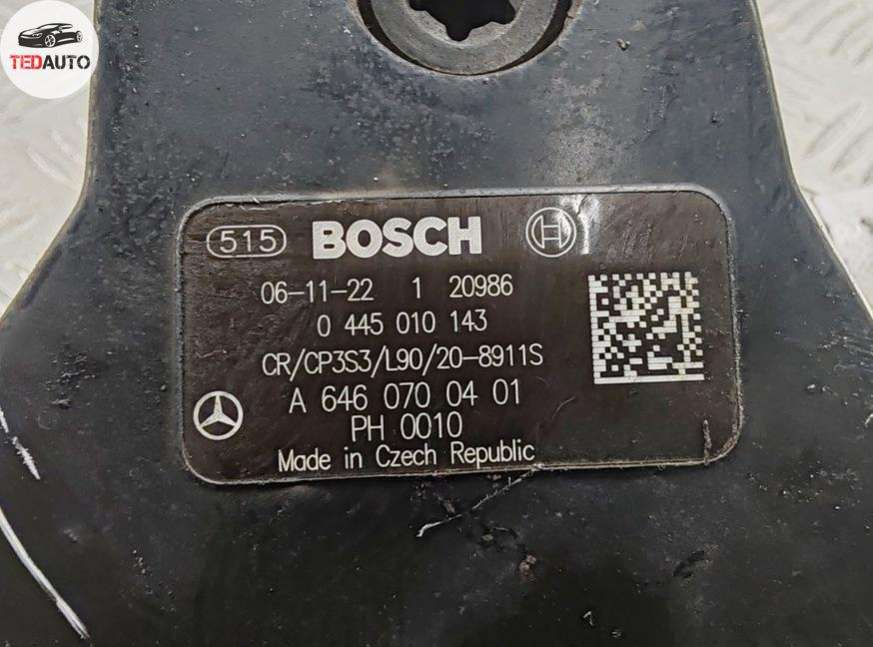 TEDAUTO
515 BOSCH
06-11-22 1 20986
0 445 010 143
CR/CP3S3/L90/20-8911S
A 646 070 04 01
PH 0010
Made in Czech Republic